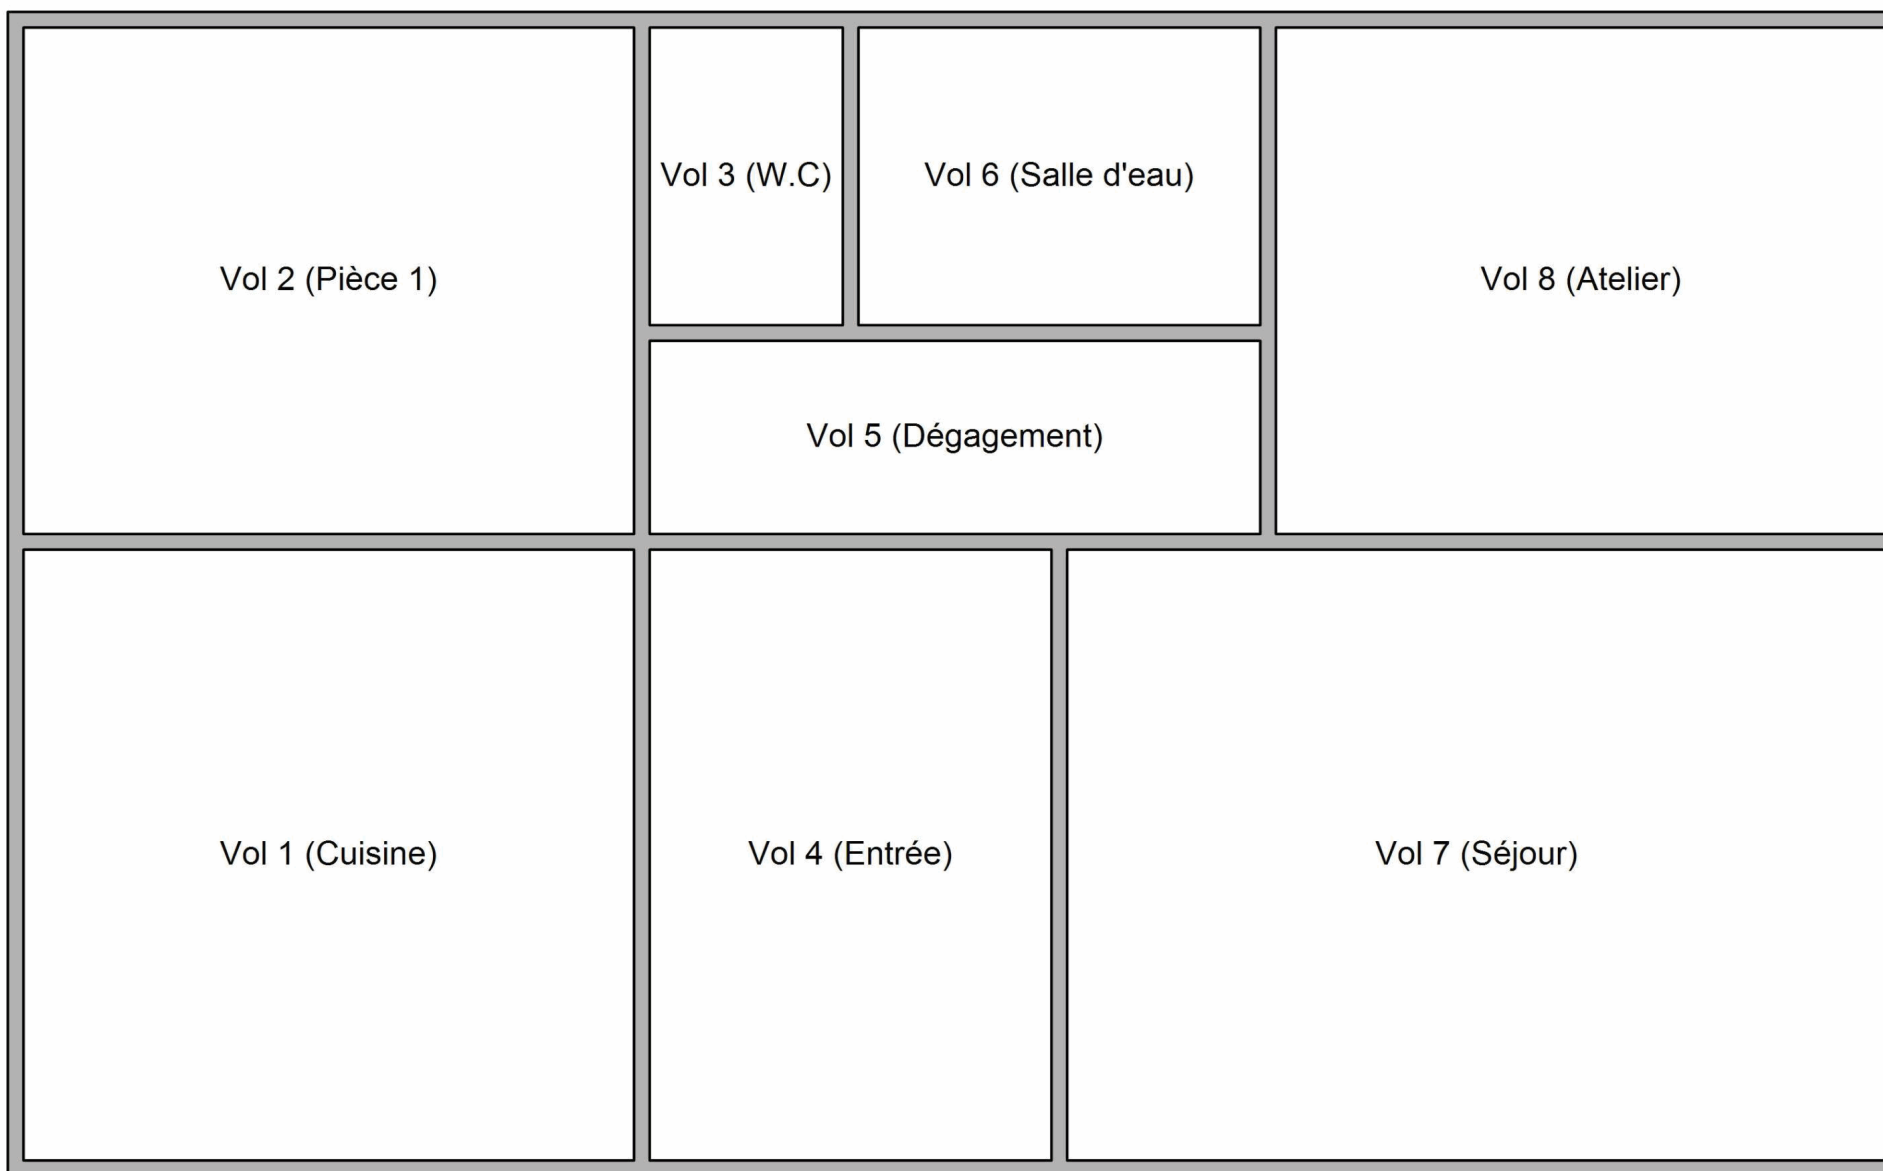 Vol 3 (W.C)
Vol 6 (Salle d'eau)
Vol 2 (Pièce 1)
Vol 8 (Atelier)
Vol 5 (Dégagement)
Vol 1 (Cuisine)
Vol 4 (Entrée)
Vol 7 (Séjour)